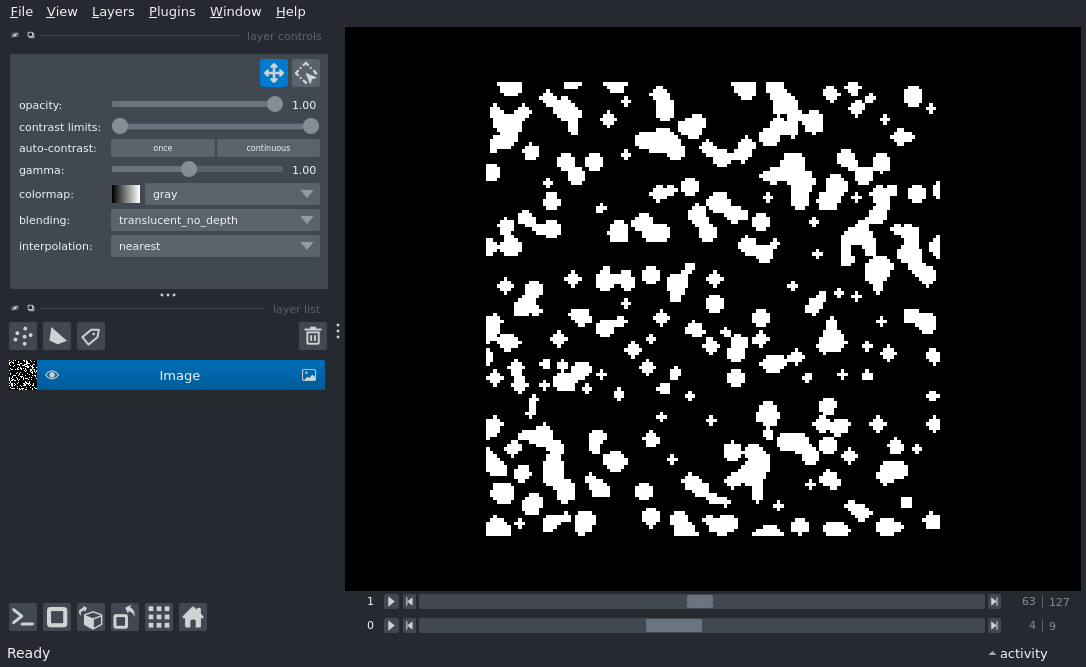 File View Layers Plugins Window Help
layer controls
opacity: 1.00
contrast limits:
auto-contrast: once continuous
gamma: 1.00
colormap: gray
blending: translucent_no_depth
interpolation: nearest
layer list
Image
1 63 127
0 4 9
Ready activity